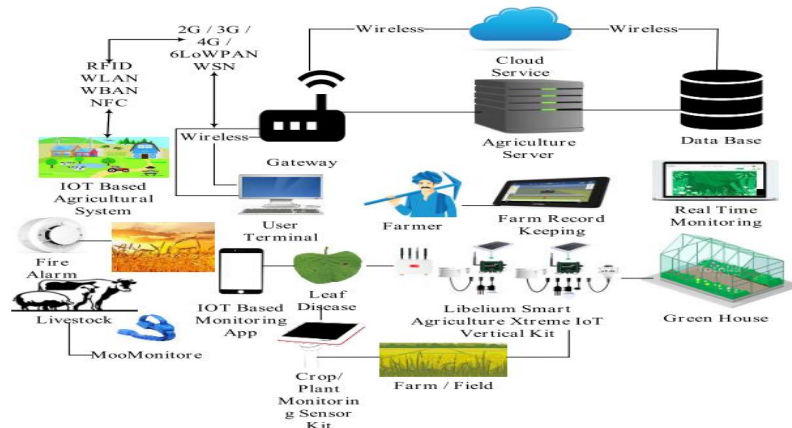 2G / 3G /
4G /
6LoWPAN
WSN
Wireless
Wireless
RFID
WLAN
WBAN
NFC
Cloud
Service
Wireless
Gateway
Agriculture
Server
Data Base
IOT Based
Agricultural
System
User
Terminal
Farmer
Farm Record
Keeping
Real Time
Monitoring
Fire
Alarm
Livestock
IOT Based
Monitoring
App
Leaf
Disease
Libelium Smart
Agriculture Xtreme IoT
Vertical Kit
Green House
MooMonitore
Crop/
Plant
Monitorin
g Sensor
Kit
Farm / Field